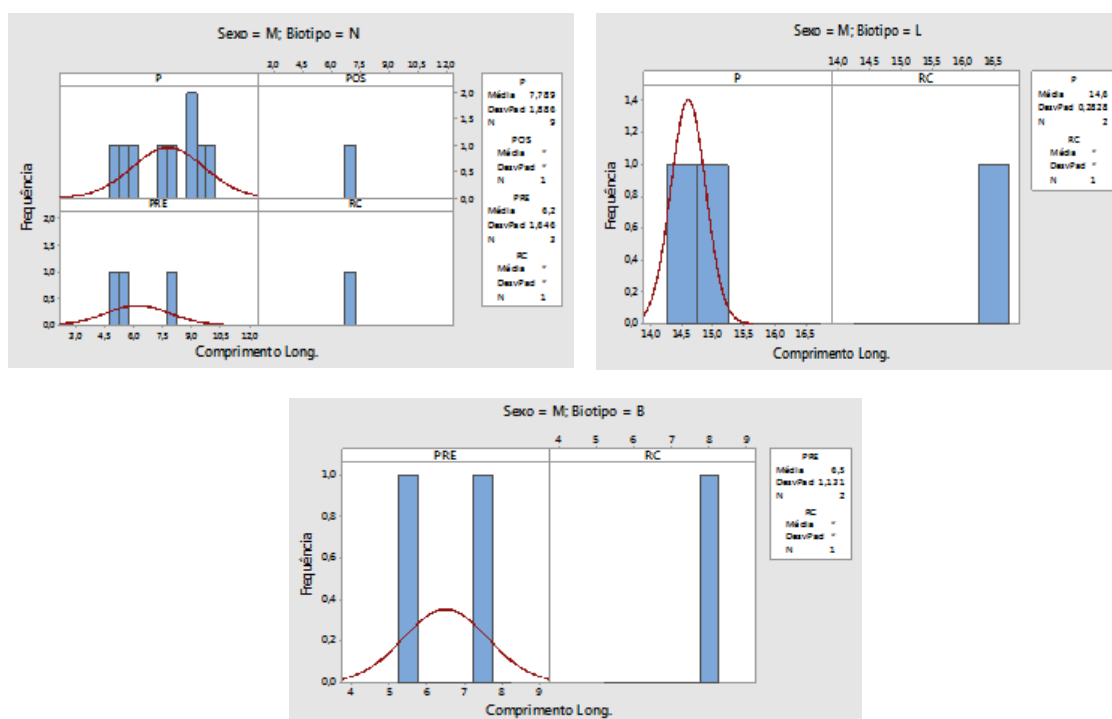 Sexo = M; Biotipo = N
3,0 4,5 6,0 7,5 9,0 10,5 12,0
P POS
2,0
1,5
1,0
0,5
0,0
PRE RC
2,0
1,5
1,0
0,5
0,0
3,0 4,5 6,0 7,5 9,0 10,5 12,0
Frequência
Comprimento Long.
P
Média 7,789
DesvPad 1,886
N 9
POS
Média *
DesvPad *
N 1
PRE
Média 6,2
DesvPad 1,646
N 3
RC
Média *
DesvPad *
N 1
Sexo = M; Biotipo = L
14,0 14,5 15,0 15,5 16,0 16,5
P RC
1,4
1,2
1,0
0,8
0,6
0,4
0,2
0,0
14,0 14,5 15,0 15,5 16,0 16,5
Frequência
Comprimento Long.
P
Média 14,6
DesvPad 0,2828
N 2
RC
Média *
DesvPad *
N 1
Sexo = M; Biotipo = B
4 5 6 7 8 9
PRE RC
1,0
0,8
0,6
0,4
0,2
0,0
4 5 6 7 8 9
Frequência
Comprimento Long.
PRE
Média 6,5
DesvPad 1,131
N 2
RC
Média *
DesvPad *
N 1